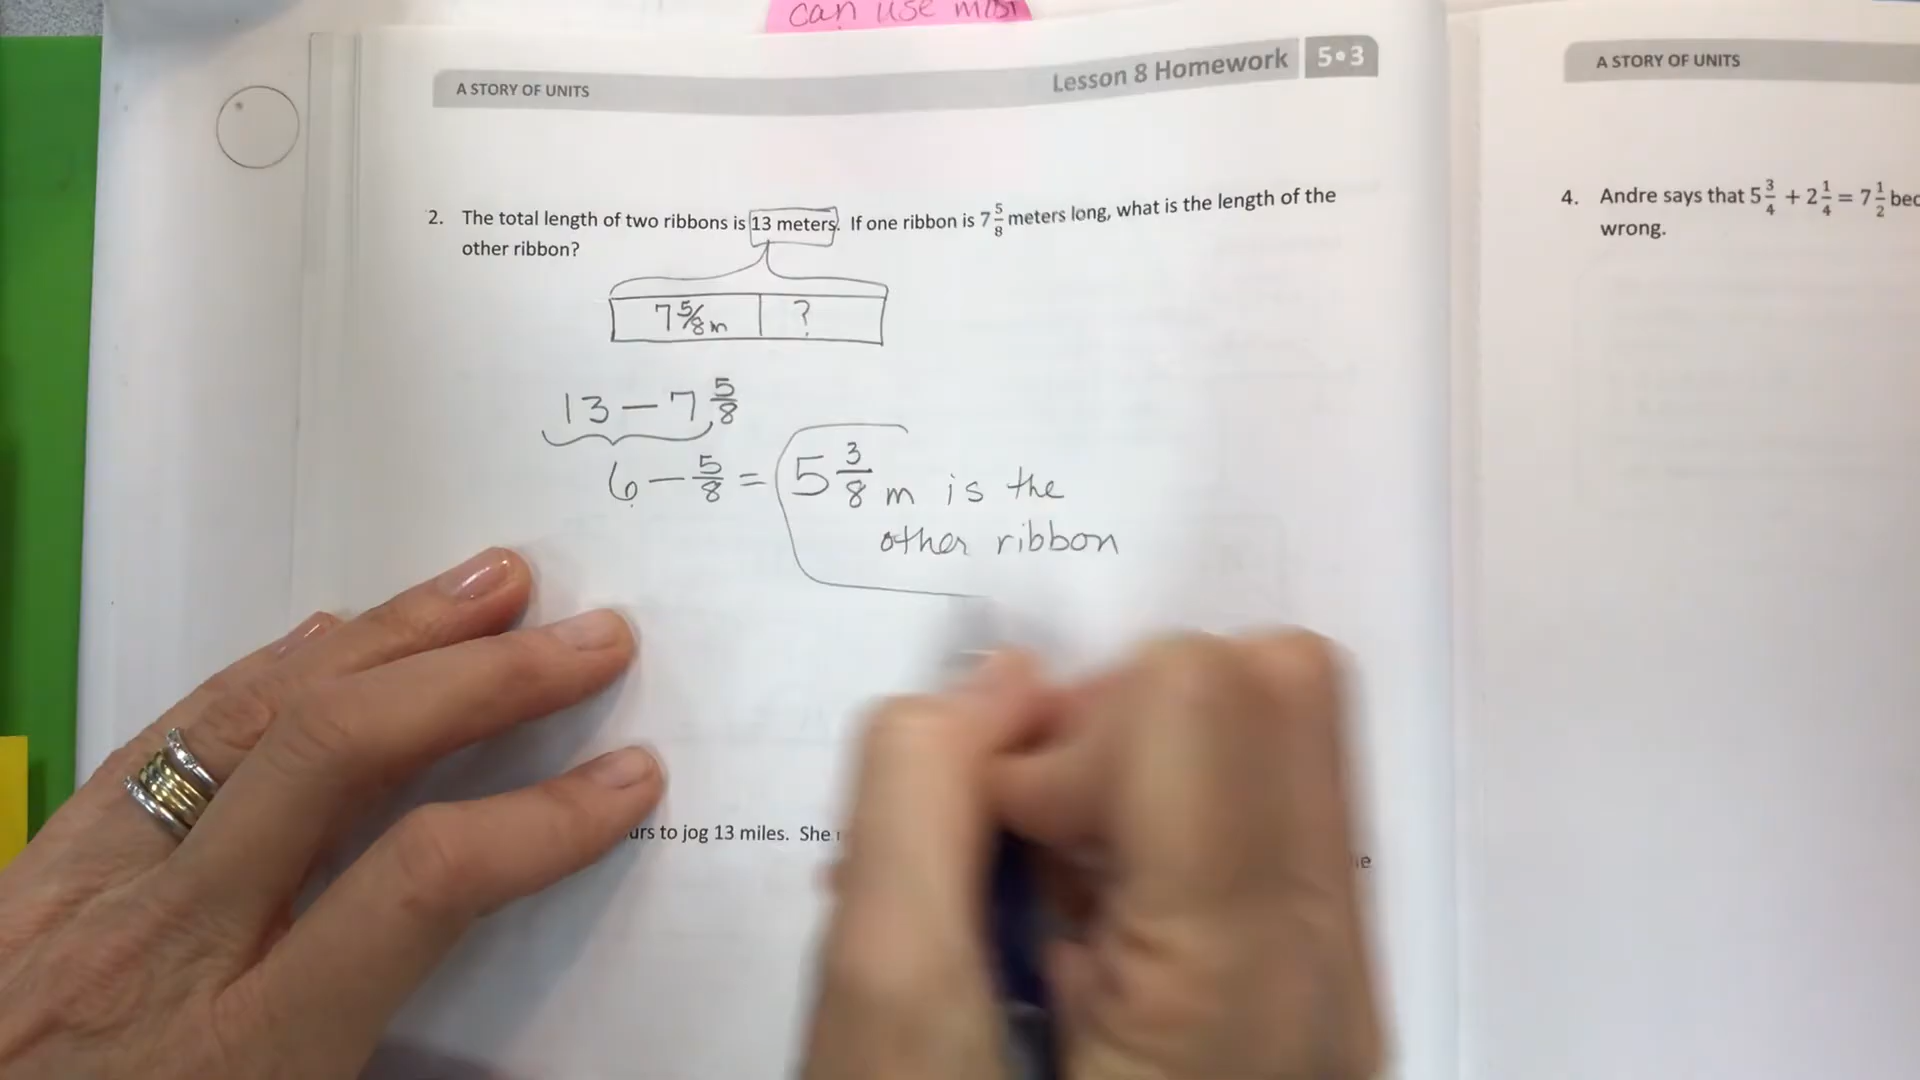 can use
A STORY OF UNITS
Lesson 8 Homework 5•3
2. The total length of two ribbons is 13 meters. If one ribbon is 7 5/8 meters long, what is the length of the
other ribbon?
7 5/8 m ?
13 - 7 5/8
6 - 5/8 = 5 3/8 m is the
other ribbon
to jog 13 miles. She
A STORY OF UNITS
4. Andre says that 5 3/4 + 2 1/4 = 7 1/2
wrong.